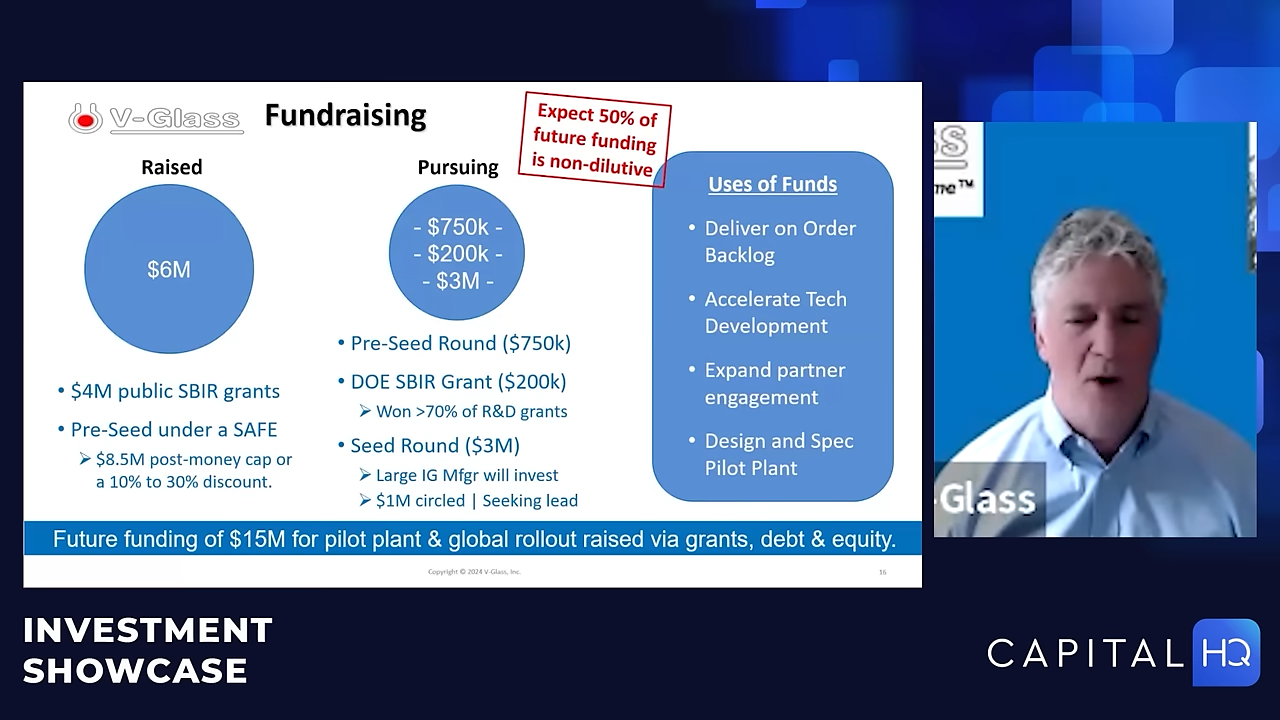 V-Glass
Fundraising
Expect 50% of
future funding
is non-dilutive
Raised
$6M
• $4M public SBIR grants
• Pre-Seed under a SAFE
➢ $8.5M post-money cap or
a 10% to 30% discount.
Pursuing
- $750k -
- $200k -
- $3M -
• Pre-Seed Round ($750k)
• DOE SBIR Grant ($200k)
➢ Won >70% of R&D grants
• Seed Round ($3M)
➢ Large IG Mfgr will invest
➢ $1M circled | Seeking lead
Uses of Funds
• Deliver on Order
Backlog
• Accelerate Tech
Development
• Expand partner
engagement
• Design and Spec
Pilot Plant
Future funding of $15M for pilot plant & global rollout raised via grants, debt & equity.
Copyright © 2024 V-Glass, Inc.
16
-Glass
INVESTMENT
SHOWCASE
CAPITAL HQ